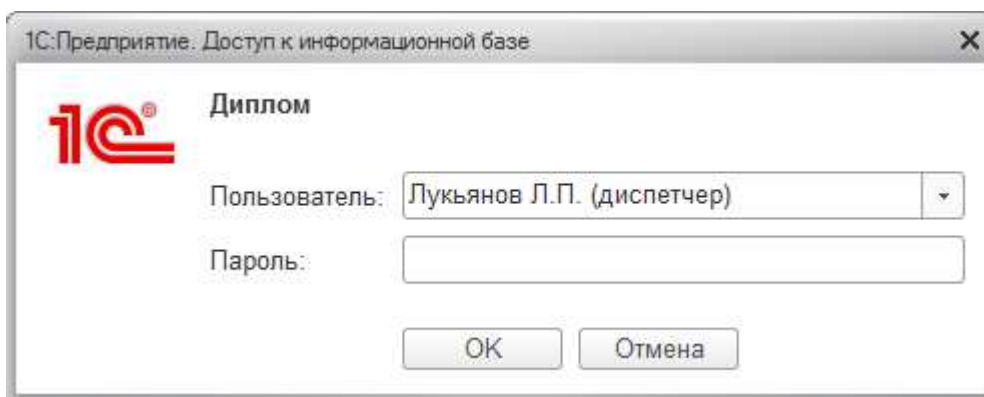 1С:Предприятие. Доступ к информационной базе
1С®
Диплом
Пользователь: Лукьянов Л.П. (диспетчер)
Пароль:
OK Отмена